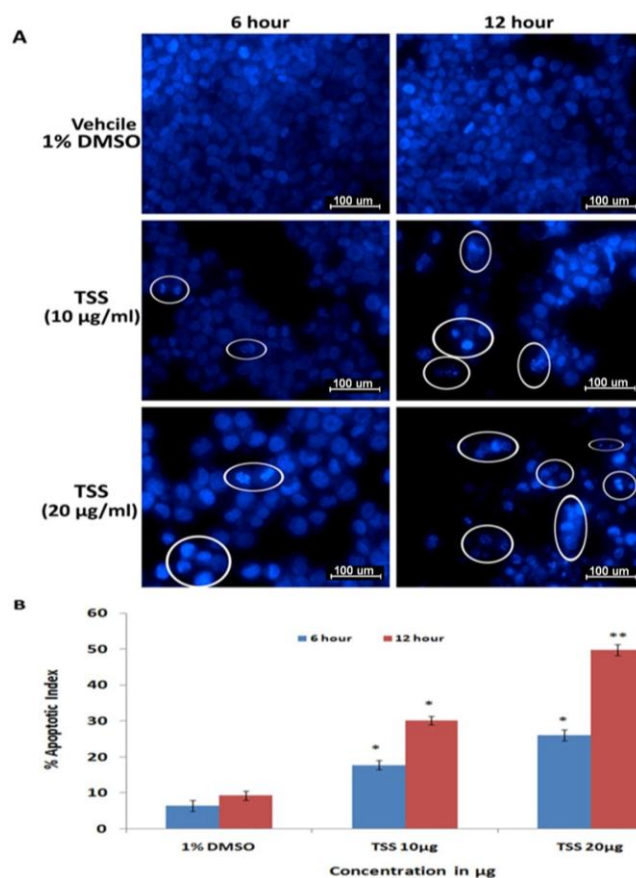 6 hour
12 hour
A
Vehcile
1% DMSO
100 um
100 um
TSS
(10 µg/ml)
100 um
100 um
TSS
(20 µg/ml)
100 um
100 um
B
60
50
40
30
20
10
0
% Apoptotic Index
6 hour
12 hour
*
*
*
**
1% DMSO
TSS 10µg
TSS 20µg
Concentration in µg